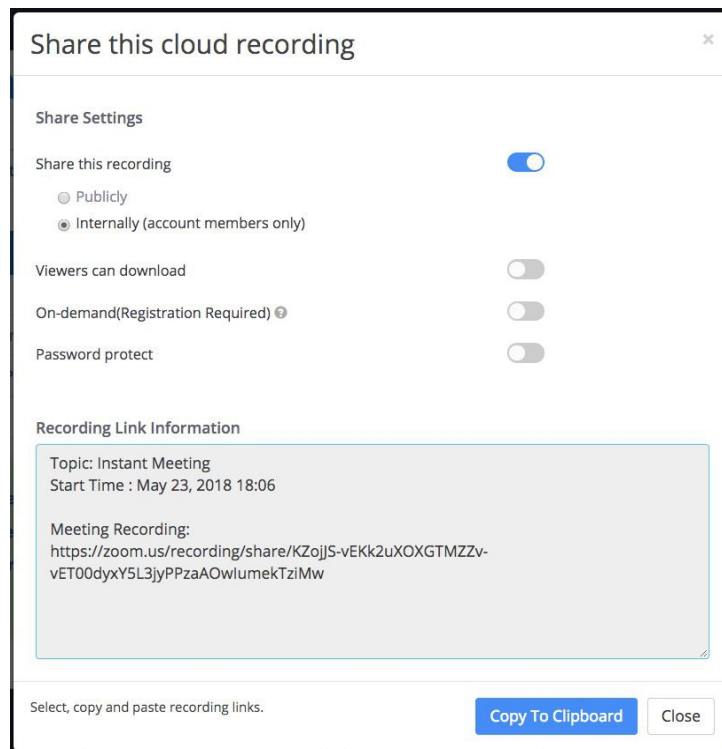 Share this cloud recording
×
Share Settings
Share this recording
Publicly
Internally (account members only)
Viewers can download
On-demand(Registration Required) ?
Password protect
Recording Link Information
Topic: Instant Meeting
Start Time : May 23, 2018 18:06
Meeting Recording:
https://zoom.us/recording/share/KZojJS-vEKk2uXOXGTMZZv-
vET00dyxY5L3jyPPzaAOwIumekTziMw
Select, copy and paste recording links.
Copy To Clipboard
Close